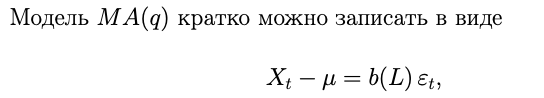 Модель MA(q) кратко можно записать в виде
X_t − μ = b(L) ε_t,